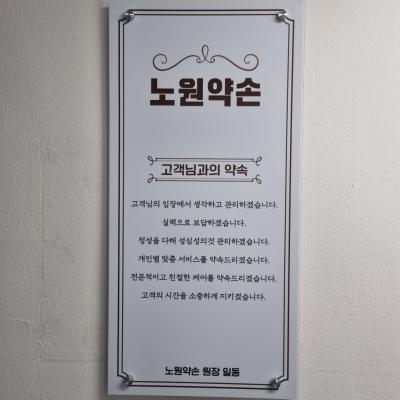 노원약손
고객님과의 약속
고객님의 입장에서 생각하고 관리하겠습니다.
실력으로 보답하겠습니다.
정성을 다해 성심성의것 관리하겠습니다.
개인별 맞춤 서비스를 약속드리겠습니다.
전문적이고 친절한 케어를 약속드리겠습니다.
고객의 시간을 소중하게 지키겠습니다.
노원약손 원장 일동